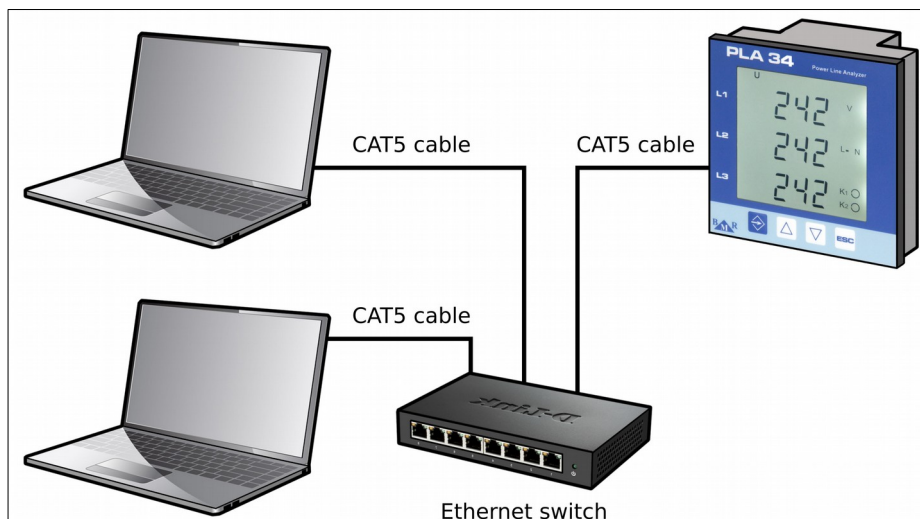 PLA 34
Power Line Analyzer
U
L1
242
V
L2
242
L• N
L3
242
K1
K2
BMR
ESC
CAT5 cable
CAT5 cable
CAT5 cable
D-Link
Ethernet switch